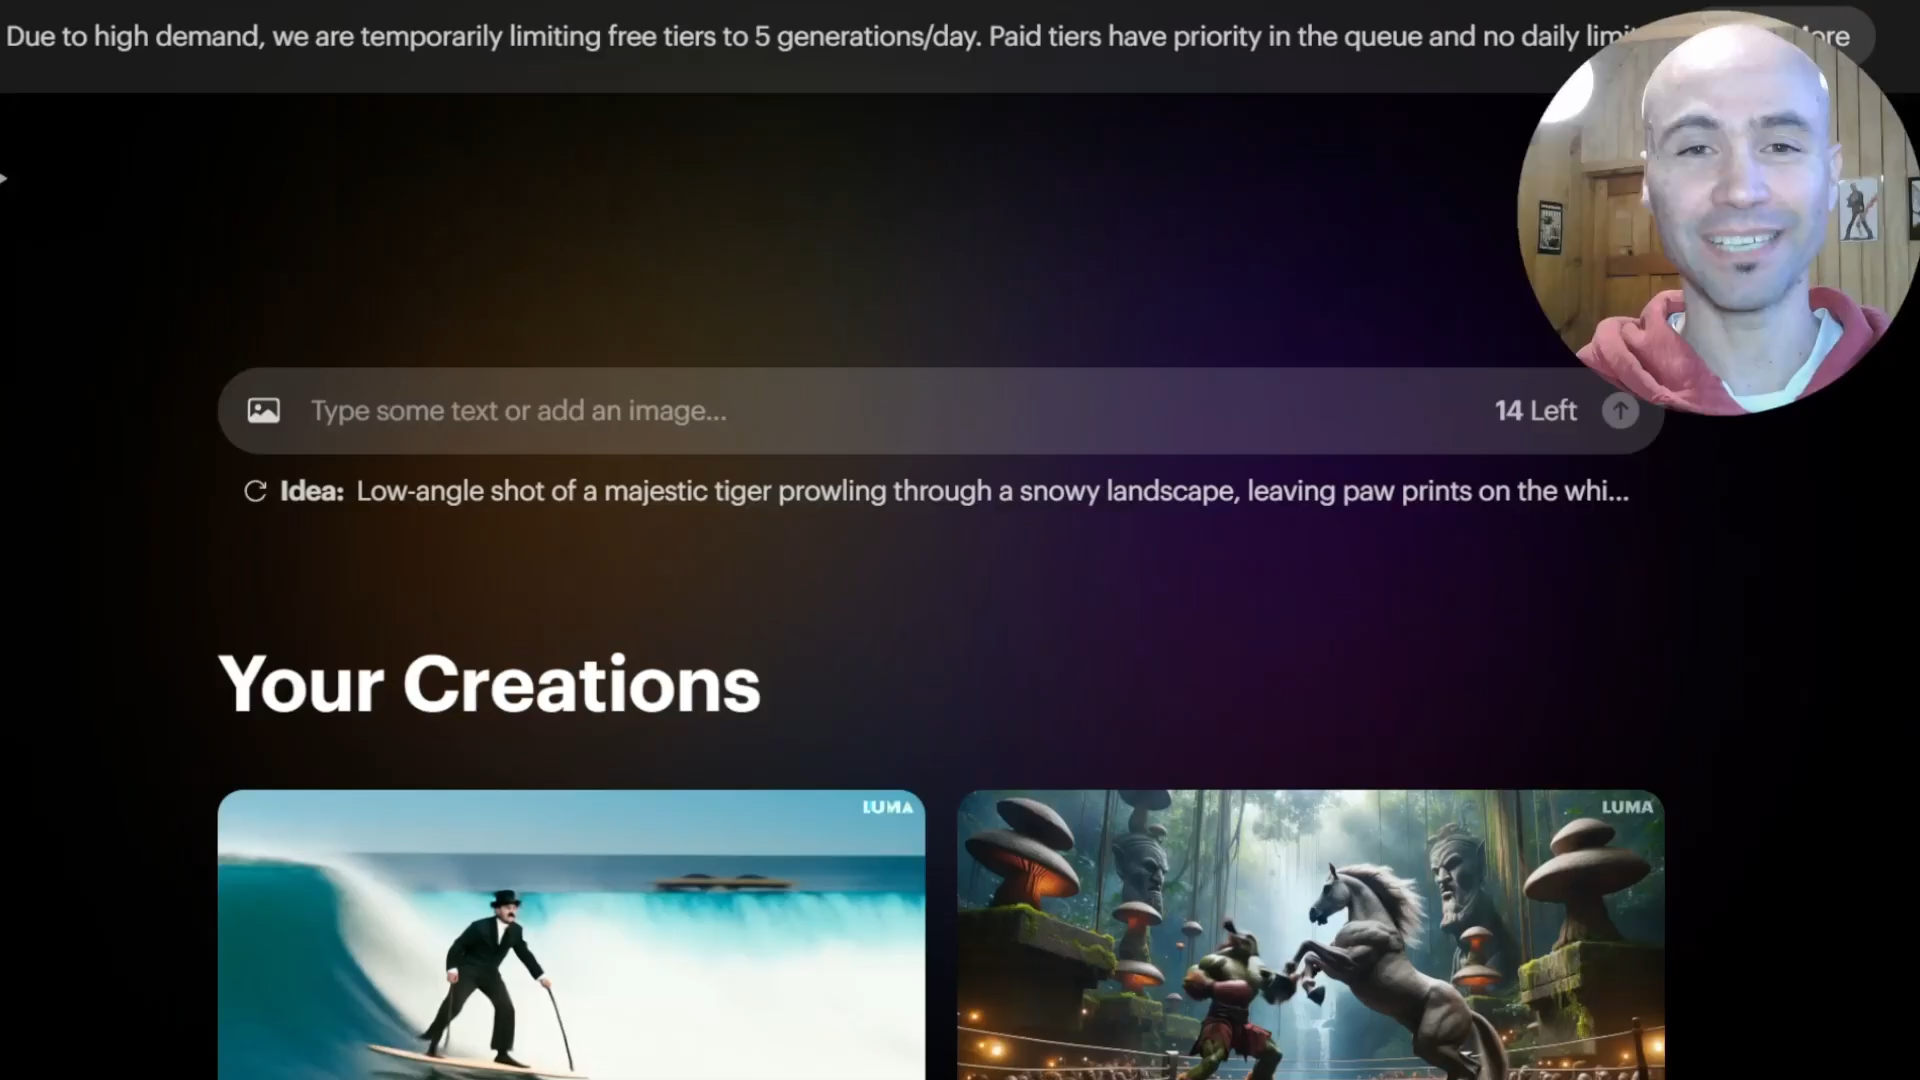 Due to high demand, we are temporarily limiting free tiers to 5 generations/day. Paid tiers have priority in the queue and no daily
Type some text or add an image...
14 Left
Idea: Low-angle shot of a majestic tiger prowling through a snowy landscape, leaving paw prints on the whi...
Your Creations
LUMA
LUMA